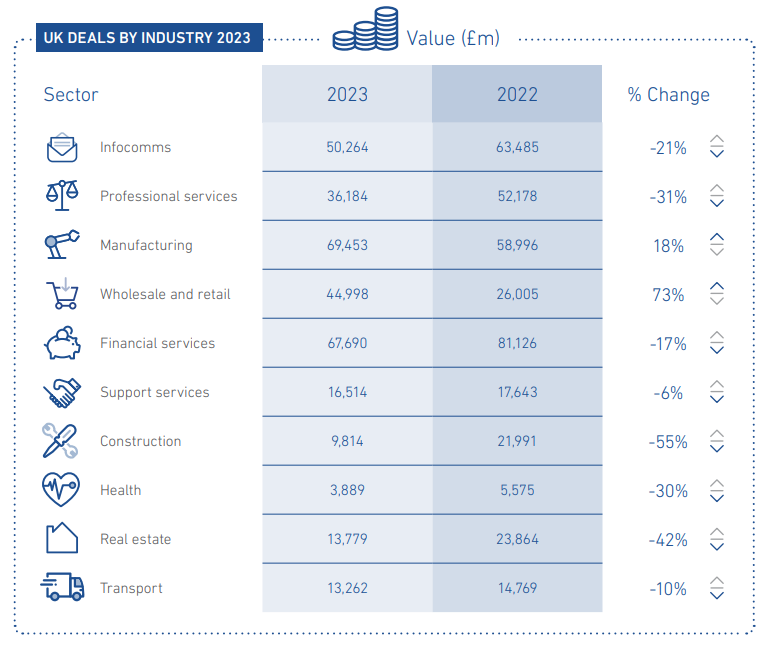 UK DEALS BY INDUSTRY 2023
Value (£m)
Sector 2023 2022 % Change
Infocomms 50,264 63,485 -21%
Professional services 36,184 52,178 -31%
Manufacturing 69,453 58,996 18%
Wholesale and retail 44,998 26,005 73%
Financial services 67,690 81,126 -17%
Support services 16,514 17,643 -6%
Construction 9,814 21,991 -55%
Health 3,889 5,575 -30%
Real estate 13,779 23,864 -42%
Transport 13,262 14,769 -10%